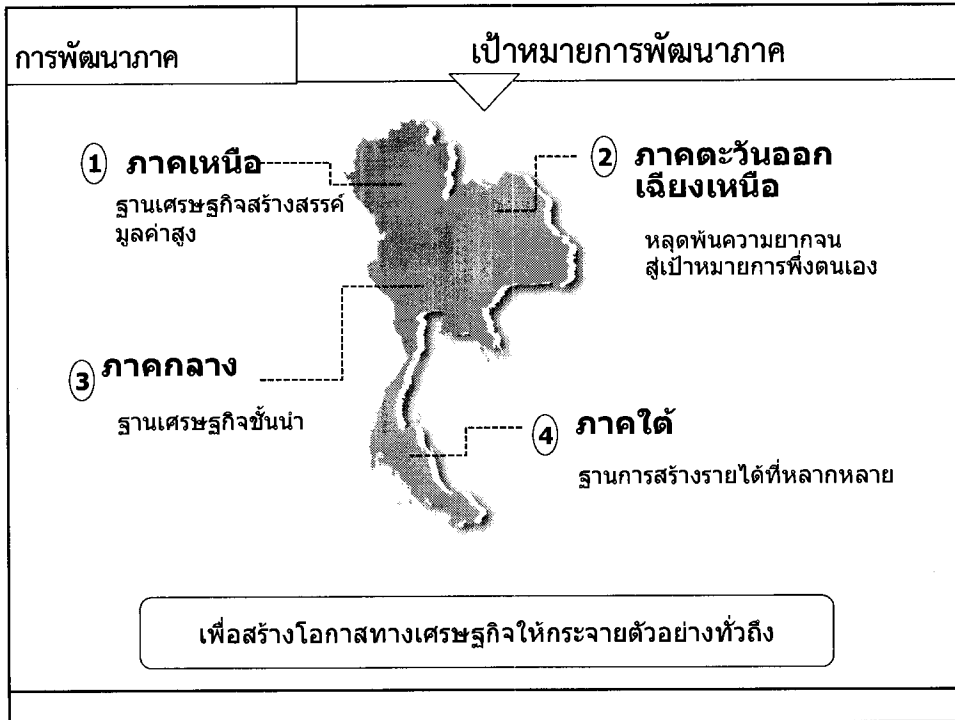 การพัฒนาภาค
เป้าหมายการพัฒนาภาค
1 ภาคเหนือ
ฐานเศรษฐกิจสร้างสรรค์
มูลค่าสูง
2 ภาคตะวันออก
เฉียงเหนือ
หลุดพ้นความยากจน
สู่เป้าหมายการพึ่งตนเอง
3 ภาคกลาง
ฐานเศรษฐกิจชั้นนำ
4 ภาคใต้
ฐานการสร้างรายได้ที่หลากหลาย
เพื่อสร้างโอกาสทางเศรษฐกิจให้กระจายตัวอย่างทั่วถึง